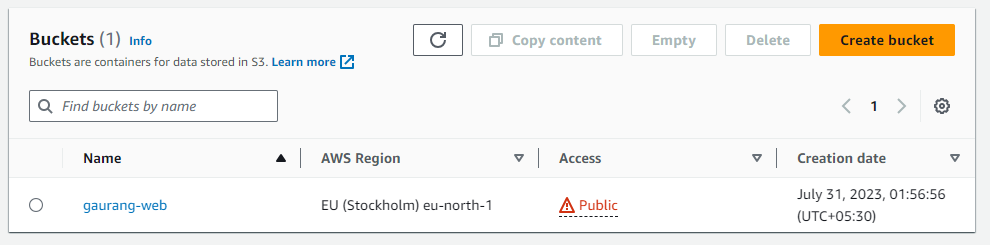 Buckets (1) Info
Copy content
Empty
Delete
Create bucket
Buckets are containers for data stored in S3. Learn more
Find buckets by name
1
Name AWS Region Access Creation date
gaurang-web EU (Stockholm) eu-north-1 Public July 31, 2023, 01:56:56
(UTC+05:30)